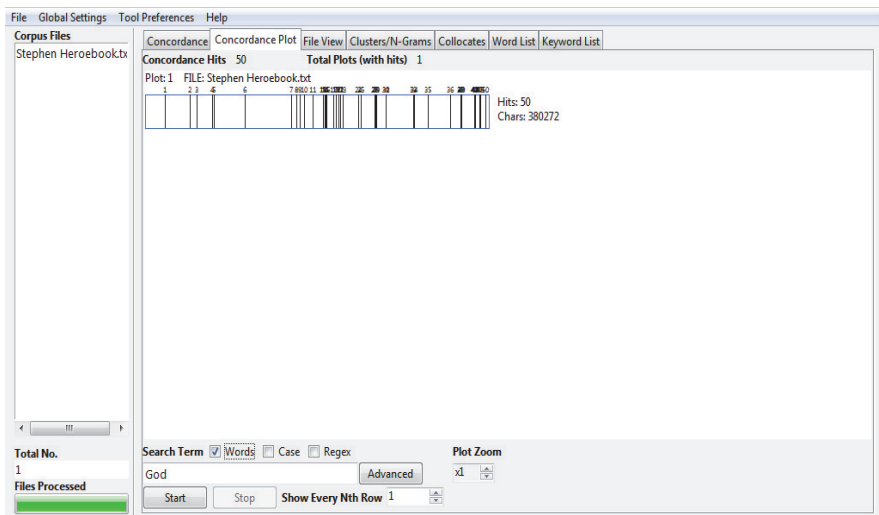 File Global Settings Tool Preferences Help
Corpus Files
Stephen Heroebook.tx
Concordance Concordance Plot File View Clusters/N-Grams Collocates Word List Keyword List
Concordance Hits 50 Total Plots (with hits) 1
Plot: 1 FILE: Stephen Heroebook.txt
1 2 3 6 7 10 11 35 36
Hits: 50
Chars: 380272
Total No.
1
Files Processed
Search Term Words Case Regex Plot Zoom
God Advanced x1
Start Stop Show Every Nth Row 1